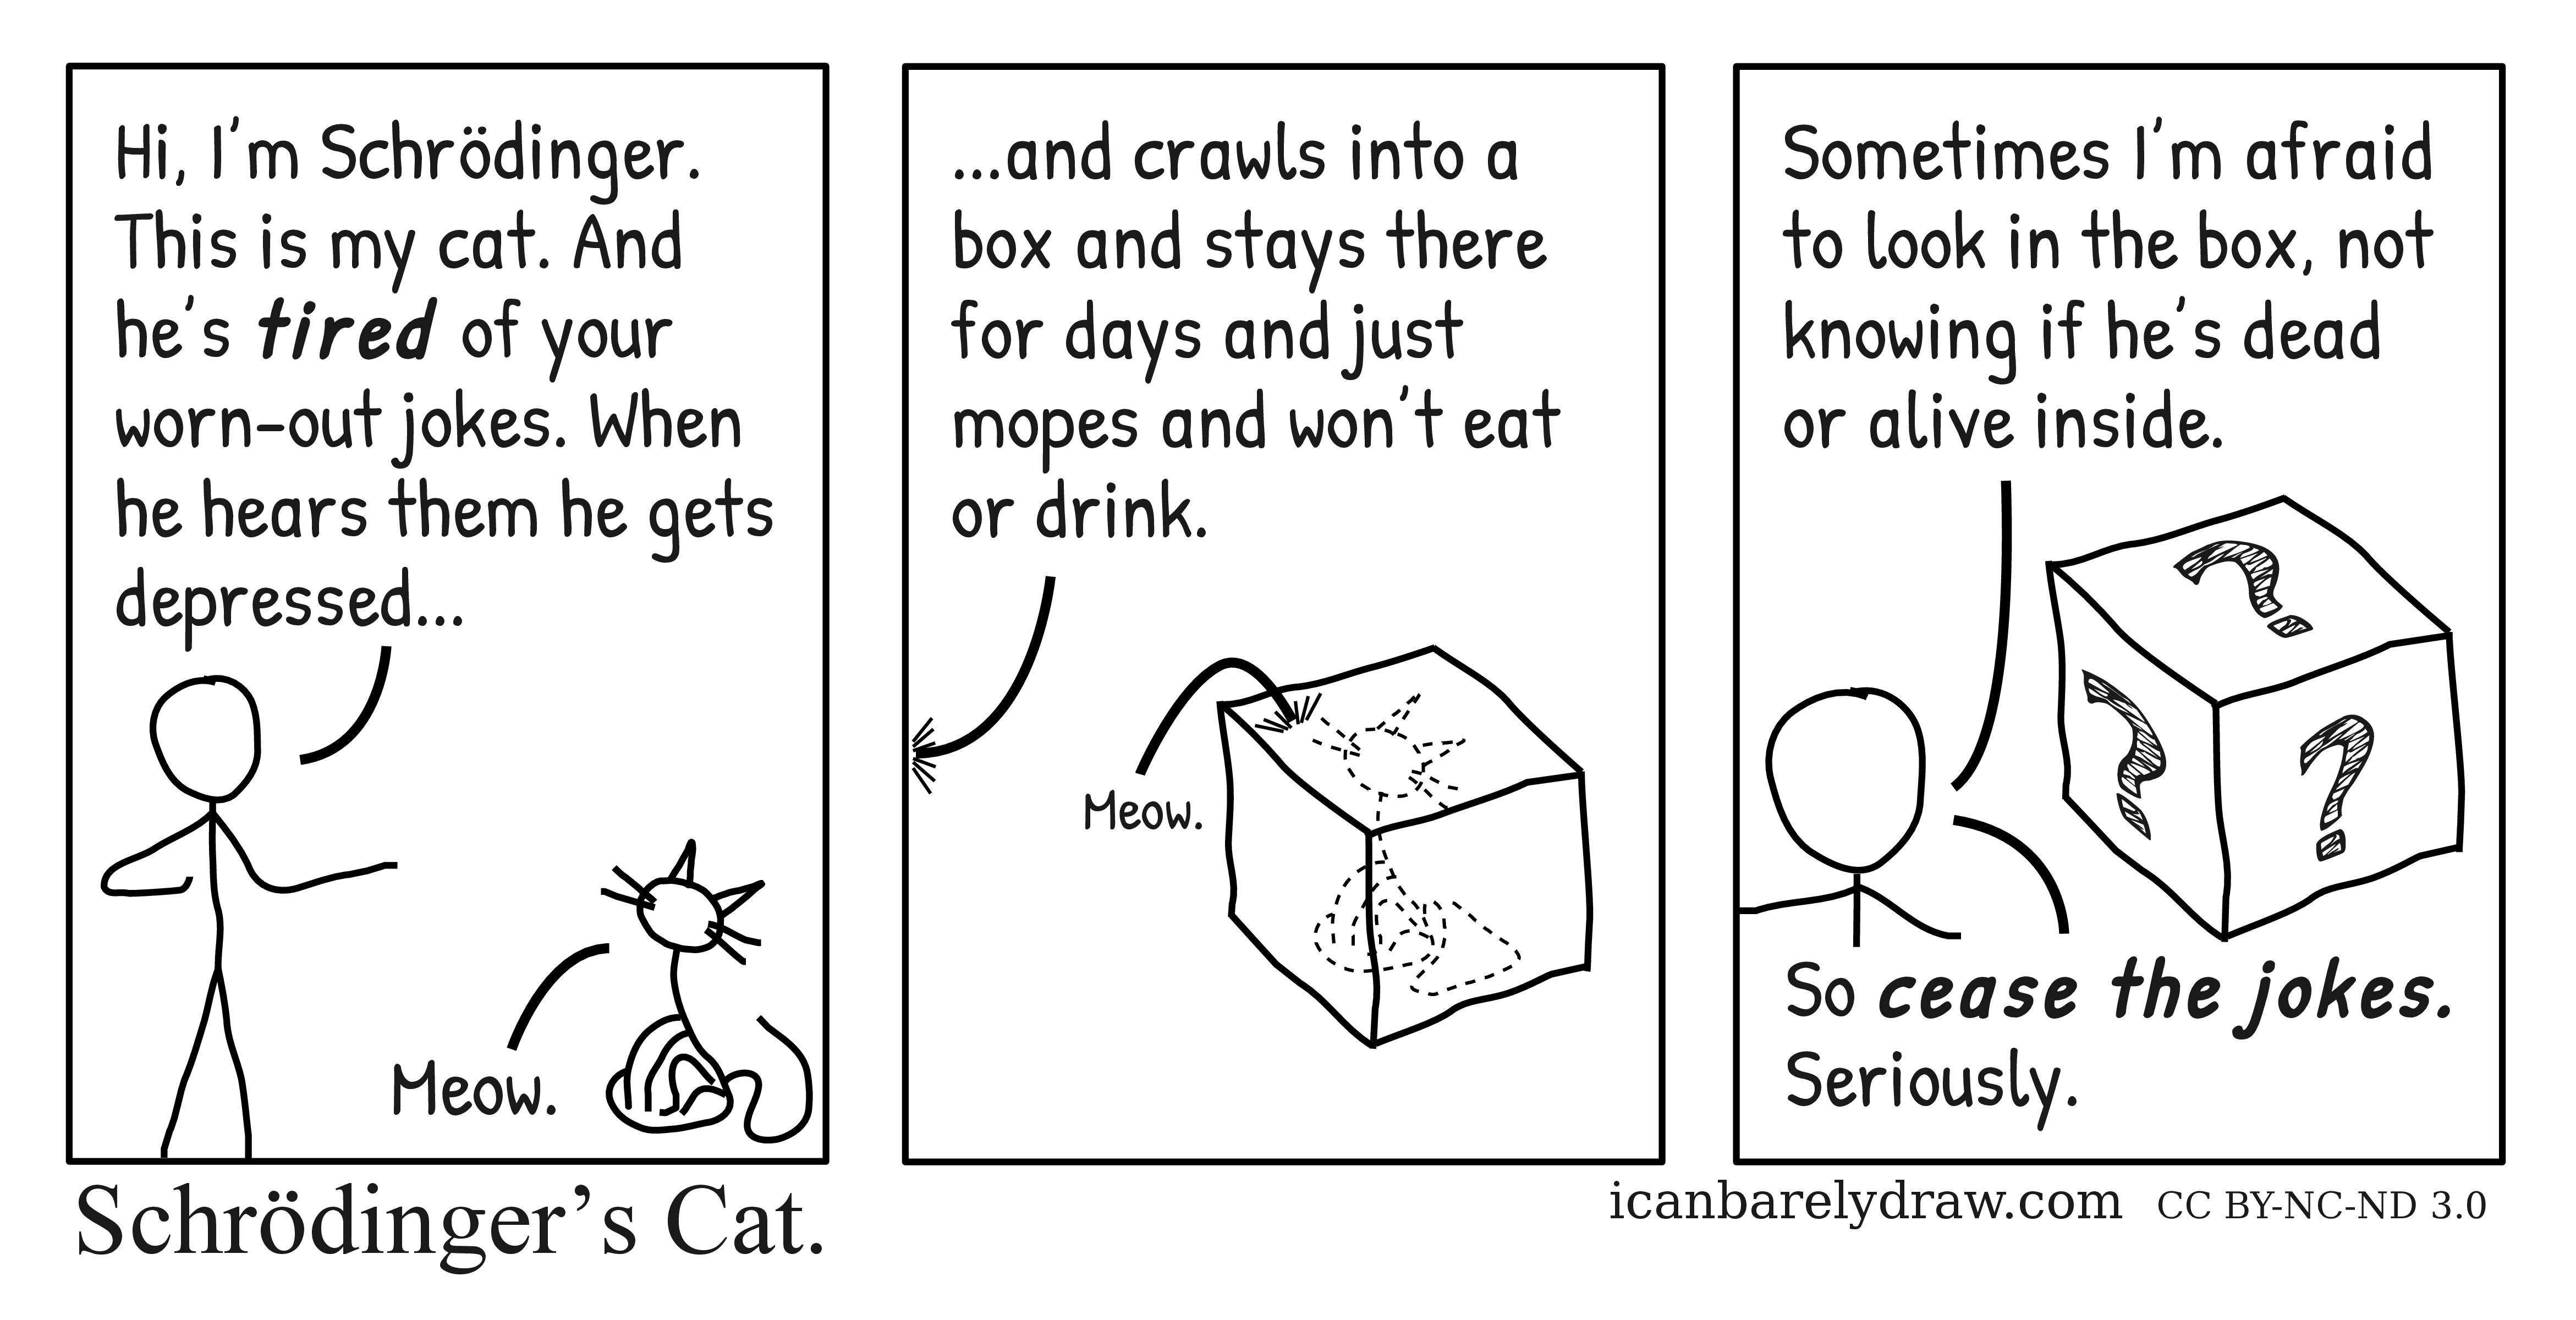 Hi, I'm Schrödinger.
This is my cat. And
he's tired of your
worn-out jokes. When
he hears them he gets
depressed...
Meow.
...and crawls into a
box and stays there
for days and just
mopes and won't eat
or drink.
Meow.
Sometimes I'm afraid
to look in the box, not
knowing if he's dead
or alive inside.
?
?
?
So cease the jokes.
Seriously.
Schrödinger’s Cat.
icanbarelydraw.com CC BY-NC-ND 3.0